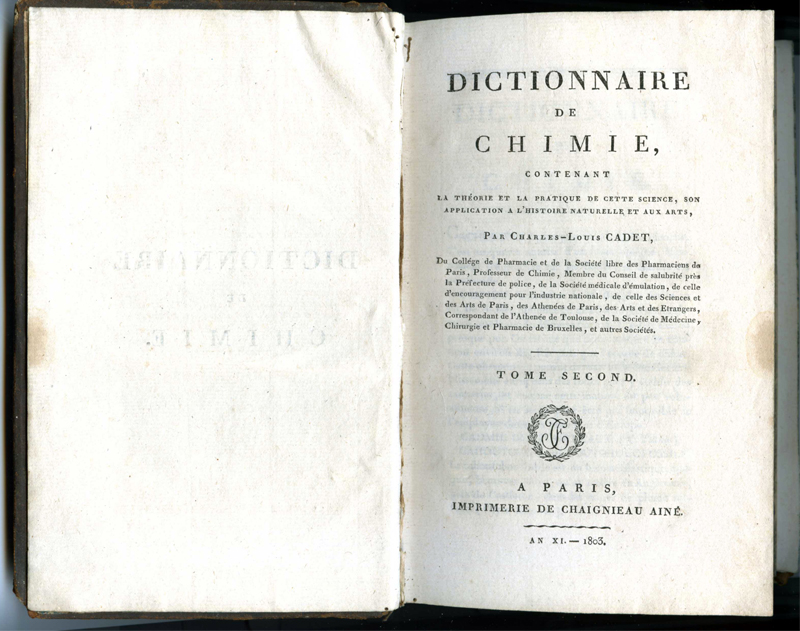 DICTIONNAIRE
DE
CHIMIE,
CONTENANT
LA THÉORIE ET LA PRATIQUE DE CETTE SCIENCE, SON
APPLICATION A L'HISTOIRE NATURELLE ET AUX ARTS,
PAR CHARLES-LOUIS CADET,
Du Collége de Pharmacie et de la Société libre des Pharmaciens de
Paris, Professeur de Chimie, Membre du Conseil de salubrité près
la Préfecture de police, de la Société médicale d'émulation, de celle
d'encouragement pour l'industrie nationale, de celle des Sciences et
des Arts de Paris, des Athenées de Paris, des Arts et des Etrangers,
Correspondant de l'Athenée de Toulouse, de la Société de Médecine,
Chirurgie et Pharmacie de Bruxelles, et autres Sociétés.
TOME SECOND.
A PARIS,
IMPRIMERIE DE CHAIGNIEAU AINÉ.
AN XI. — 1803.